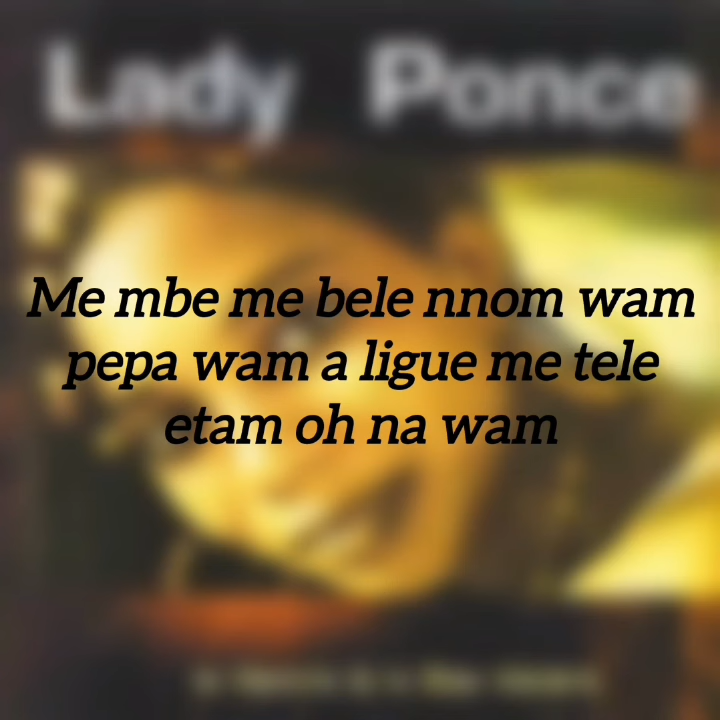 Lady Ponce
Me mbe me bele nnom wam
pepa wam a ligue me tele
etam oh na wam